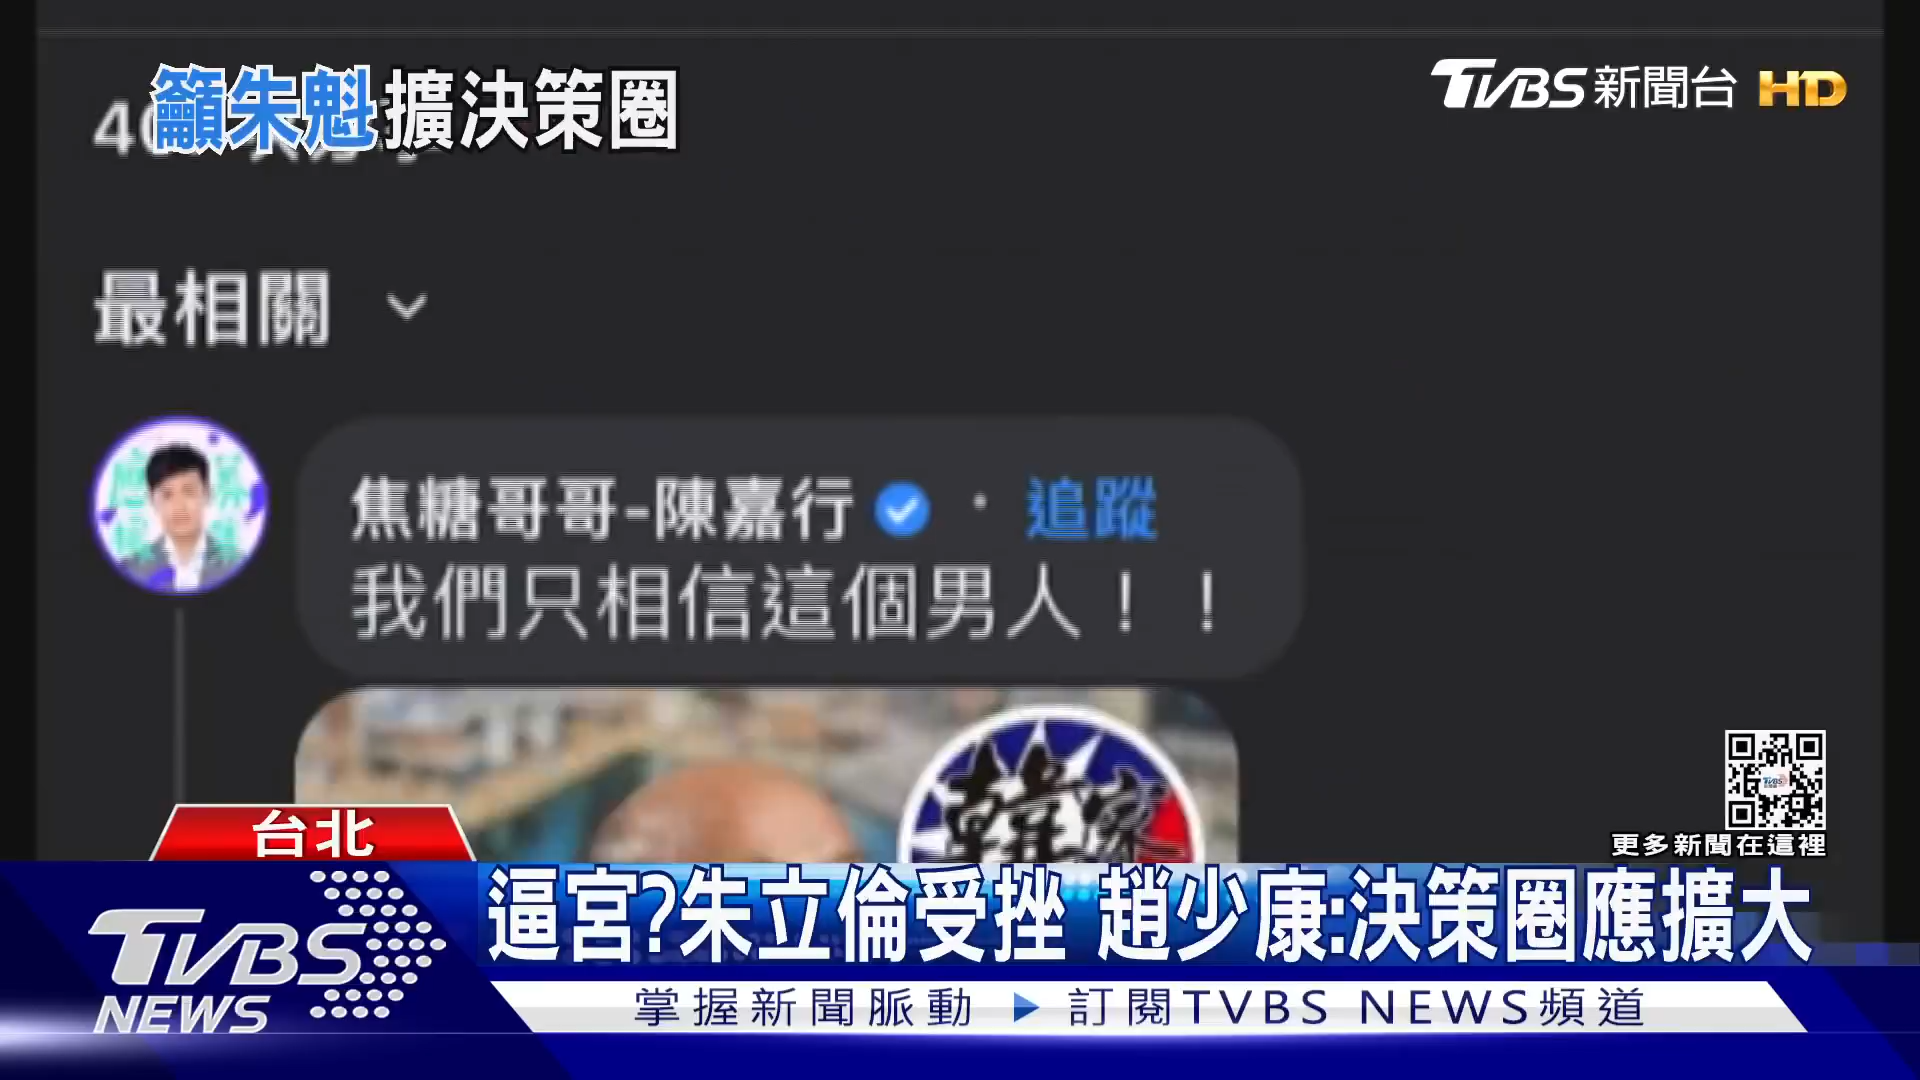 籲朱魁擴決策圈
TVBS新聞台 HD
最相關
焦糖哥哥-陳嘉行 · 追蹤
我們只相信這個男人！！
韓家
更多新聞在這裡
台北
逼宮?朱立倫受挫 趙少康:決策圈應擴大
TVBS NEWS
掌握新聞脈動 ▶ 訂閱TVBS NEWS頻道